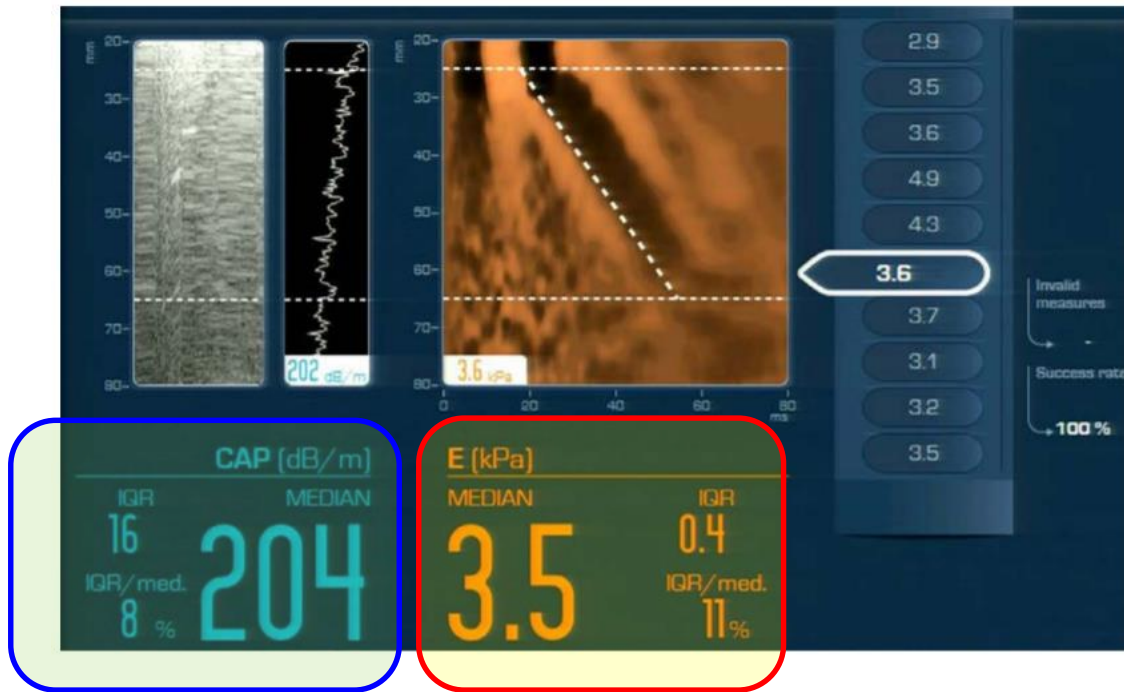 mm
20-
30-
40-
50-
60-
70-
80-
202 dB/m
mm
20-
30-
40-
50-
60-
70-
80-
3.6 kPa
0 20 40 60 80
ms
2.9
3.5
3.6
4.9
4.3
3.6
3.7
3.1
3.2
3.5
Invalid
measures
-
Success rate
100 %
CAP (dB/m)
IQR MEDIAN
16
204
IQR/med.
8 %
E (kPa)
MEDIAN IQR
3.5
0.4
IQR/med.
11%